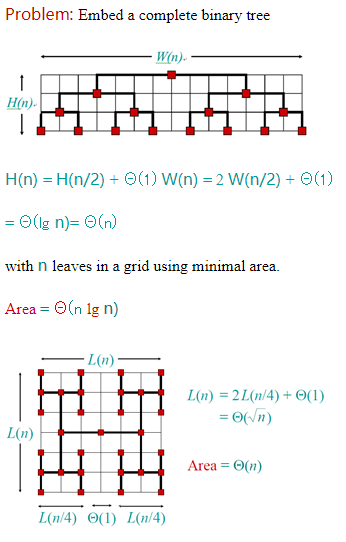 Problem: Embed a complete binary tree
W(n)
H(n)
H(n) = H(n/2) + Θ(1) W(n) = 2 W(n/2) + Θ(1)
= Θ(lg n)= Θ(n)
with n leaves in a grid using minimal area.
Area = Θ(n lg n)
L(n)
L(n) = 2L(n/4) + Θ(1)
= Θ(√n)
L(n)
Area = Θ(n)
L(n/4) Θ(1) L(n/4)